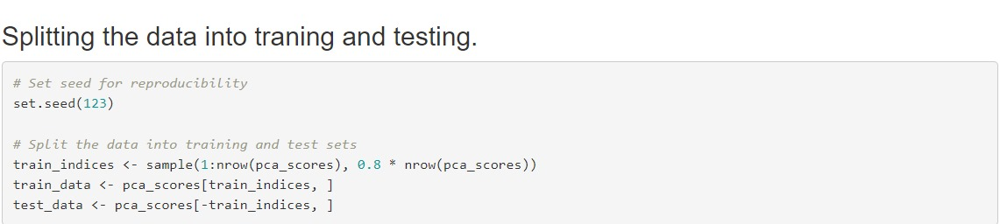 Splitting the data into traning and testing.
# Set seed for reproducibility
set.seed(123)
# Split the data into training and test sets
train_indices <- sample(1:nrow(pca_scores), 0.8 * nrow(pca_scores))
train_data <- pca_scores[train_indices, ]
test_data <- pca_scores[-train_indices, ]